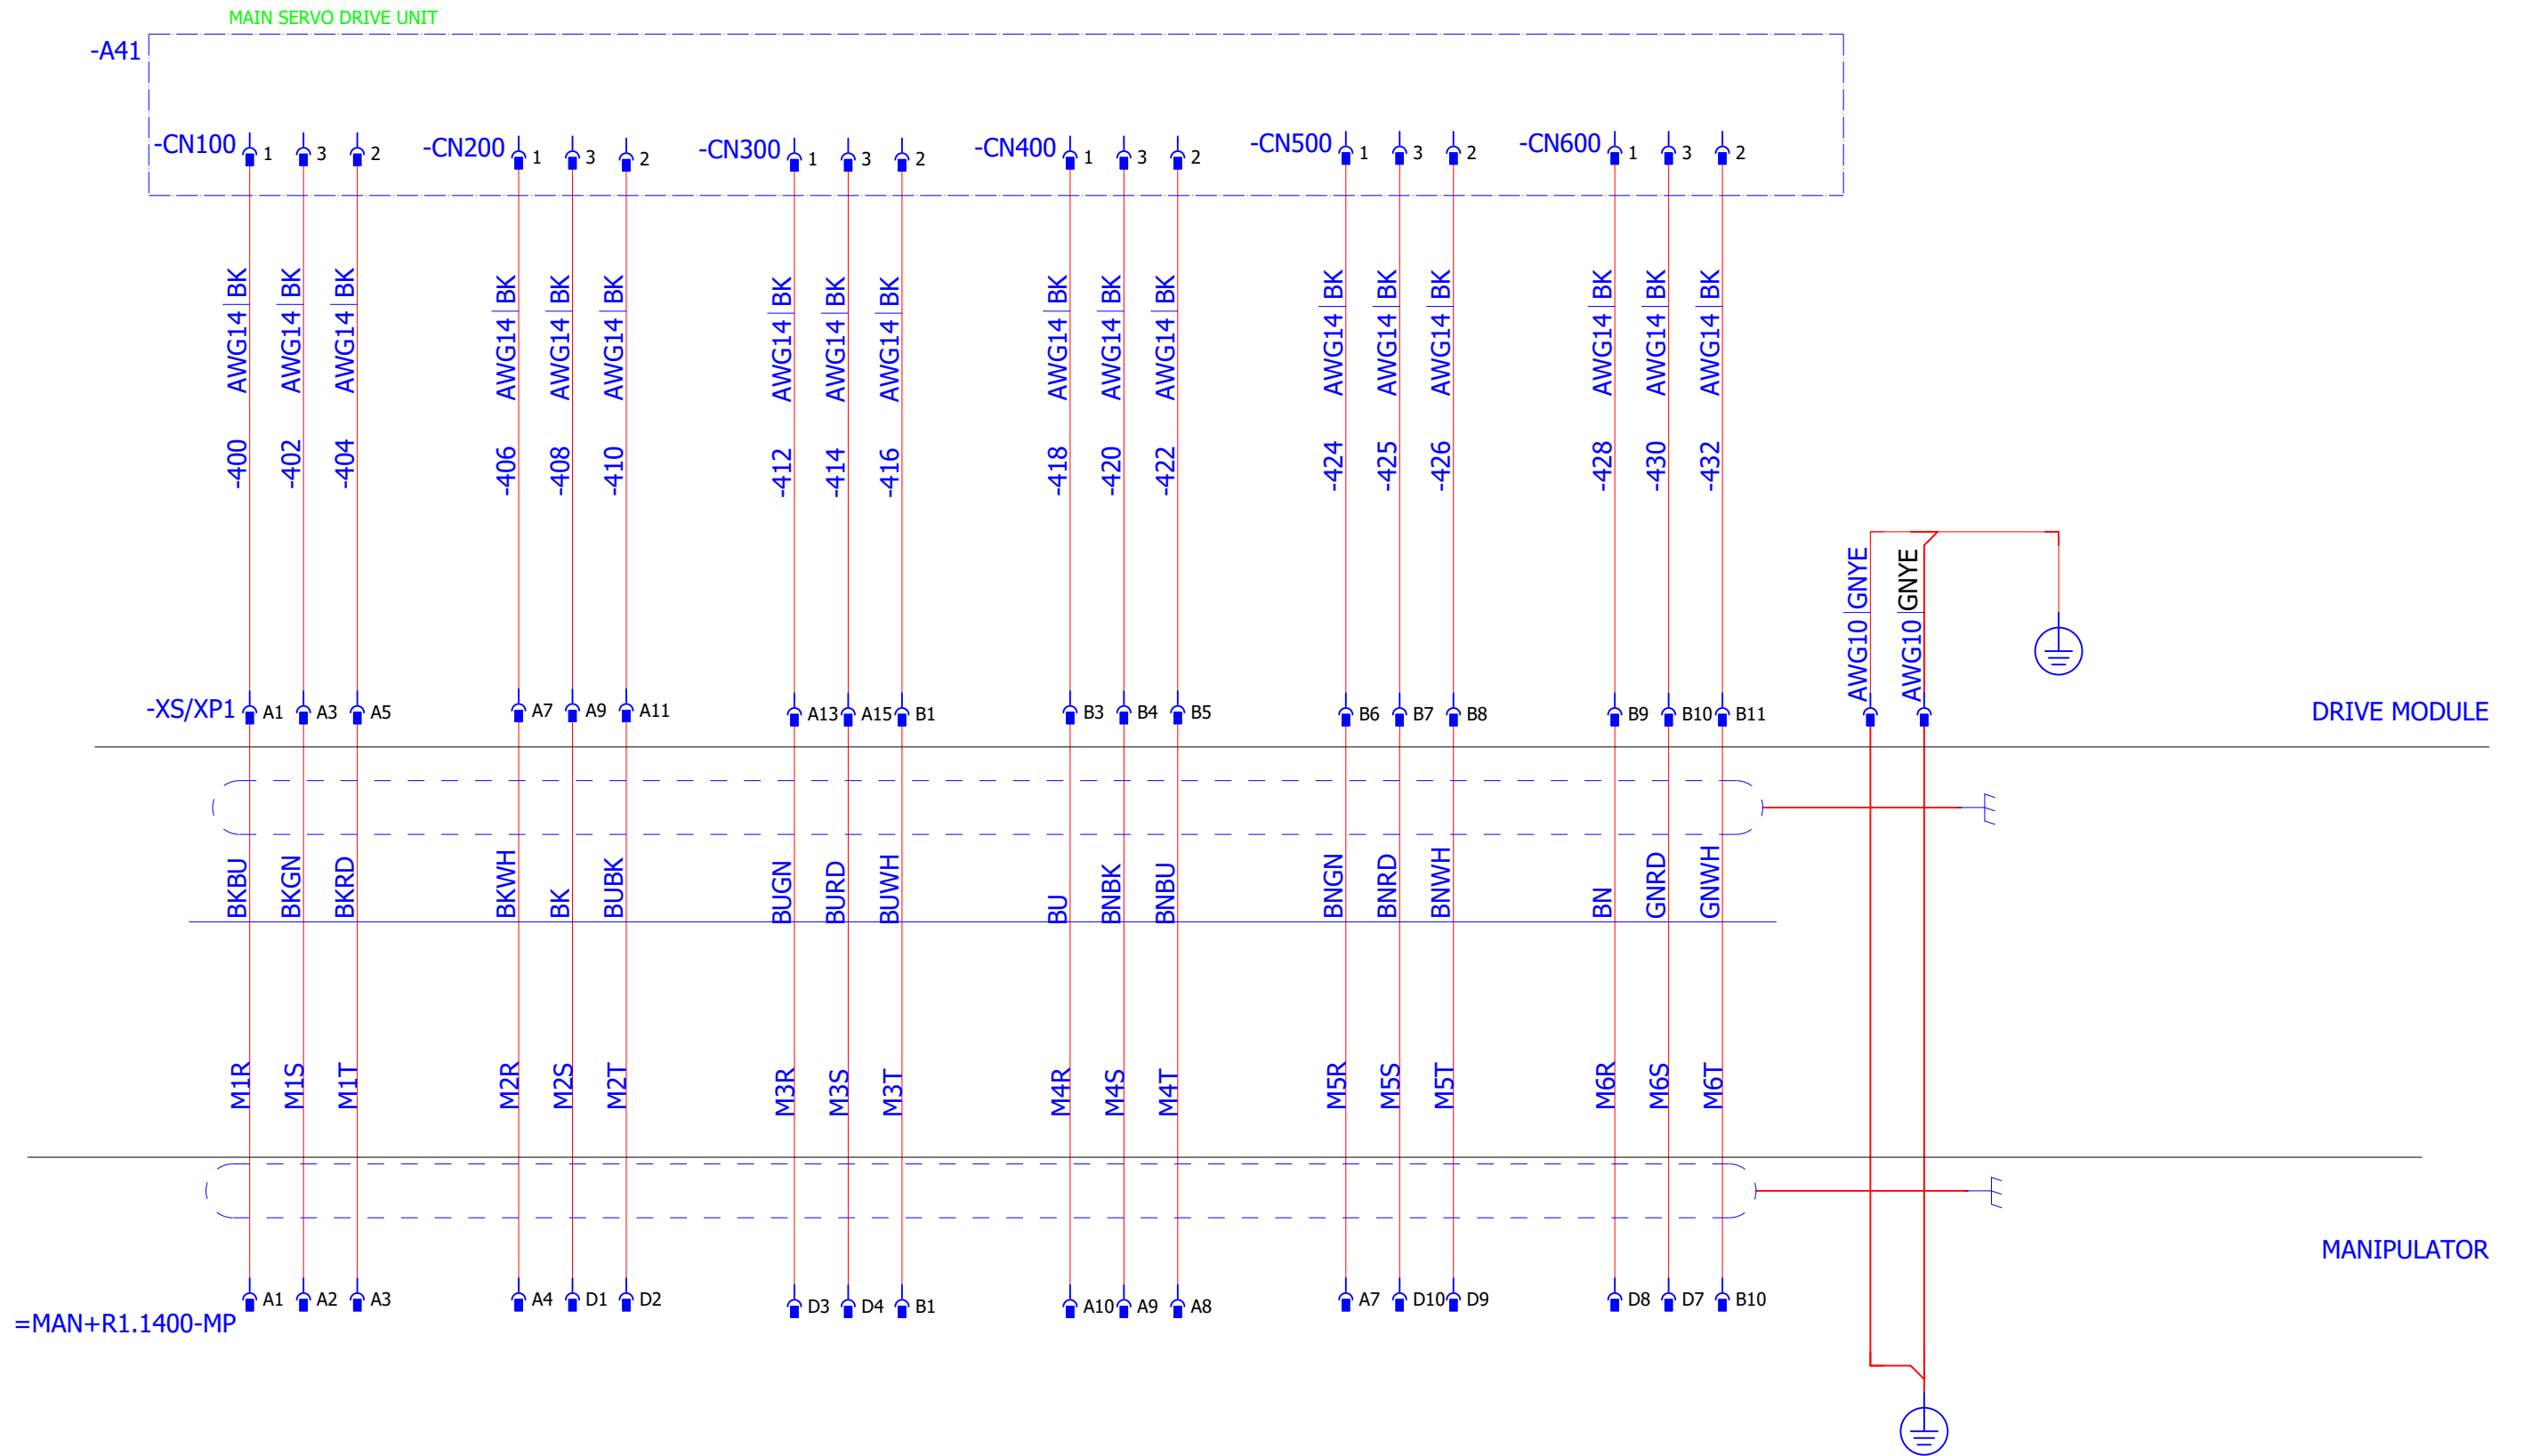 MAIN SERVO DRIVE UNIT
-A41
-CN100 1 3 2 -CN200 1 3 2 -CN300 1 3 2 -CN400 1 3 2 -CN500 1 3 2 -CN600 1 3 2
AWG14 BK AWG14 BK AWG14 BK AWG14 BK AWG14 BK AWG14 BK AWG14 BK AWG14 BK AWG14 BK AWG14 BK AWG14 BK AWG14 BK AWG14 BK AWG14 BK AWG14 BK AWG14 BK AWG14 BK AWG14 BK
-400 -402 -404 -406 -408 -410 -412 -414 -416 -418 -420 -422 -424 -425 -426 -428 -430 -432
AWG10 GNYE AWG10 GNYE
-XS/XP1 A1 A3 A5 A7 A9 A11 A13 A15 B1 B3 B4 B5 B6 B7 B8 B9 B10 B11
DRIVE MODULE
BKBU BKGN BKRD BKWH BK BUBK BUGN BURD BUWH BU BNBK BNBU BNGN BNRD BNWH BN GNRD GNWH
M1R M1S M1T M2R M2S M2T M3R M3S M3T M4R M4S M4T M5R M5S M5T M6R M6S M6T
MANIPULATOR
A1 A2 A3 A4 D1 D2 D3 D4 B1 A10 A9 A8 A7 D10 D9 D8 D7 B10
=MAN+R1.1400-MP